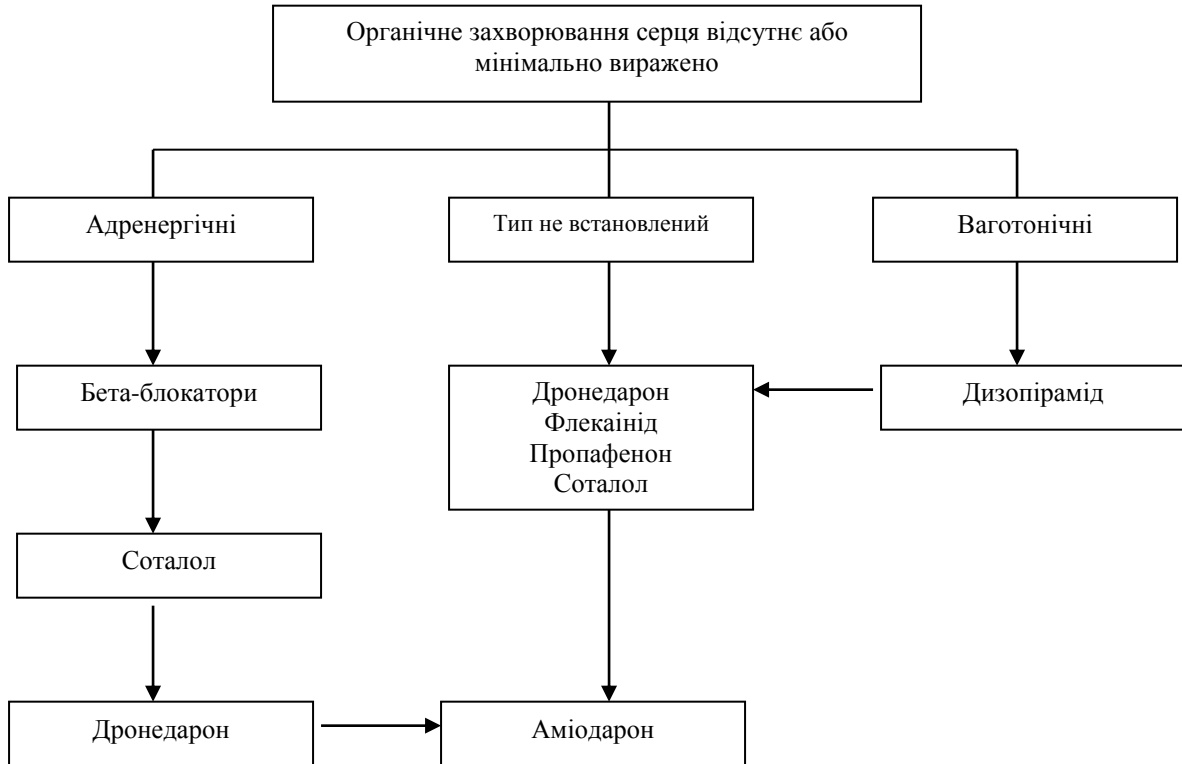 Органічне захворювання серця відсутнє або
мінімально виражено
Адренергічні
Тип не встановлений
Ваготонічні
Бета-блокатори
Дронедарон
Флекаінід
Пропафенон
Соталол
Дизопірамід
Соталол
Дронедарон
Аміодарон